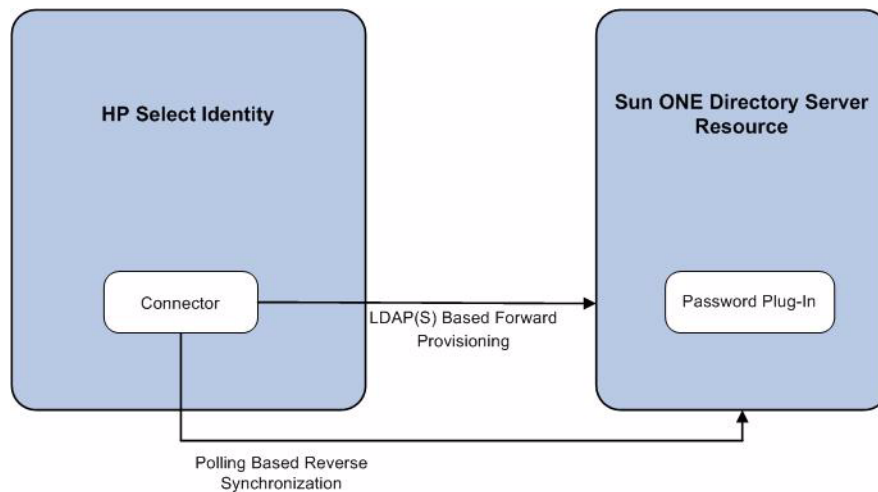 HP Select Identity
Sun ONE Directory Server
Resource
Connector
Password Plug-In
LDAP(S) Based Forward
Provisioning
Polling Based Reverse
Synchronization